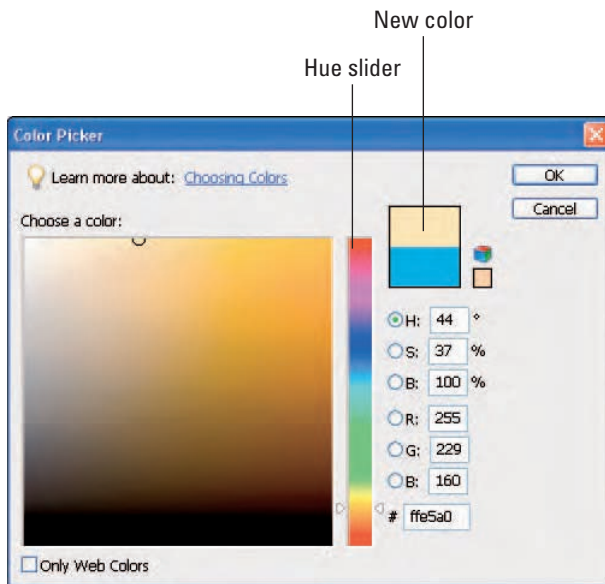 New color
Hue slider
Color Picker
Learn more about: Choosing Colors
OK
Cancel
Choose a color:
H: 44 °
S: 37 %
B: 100 %
R: 255
G: 229
B: 160
# ffe5a0
Only Web Colors